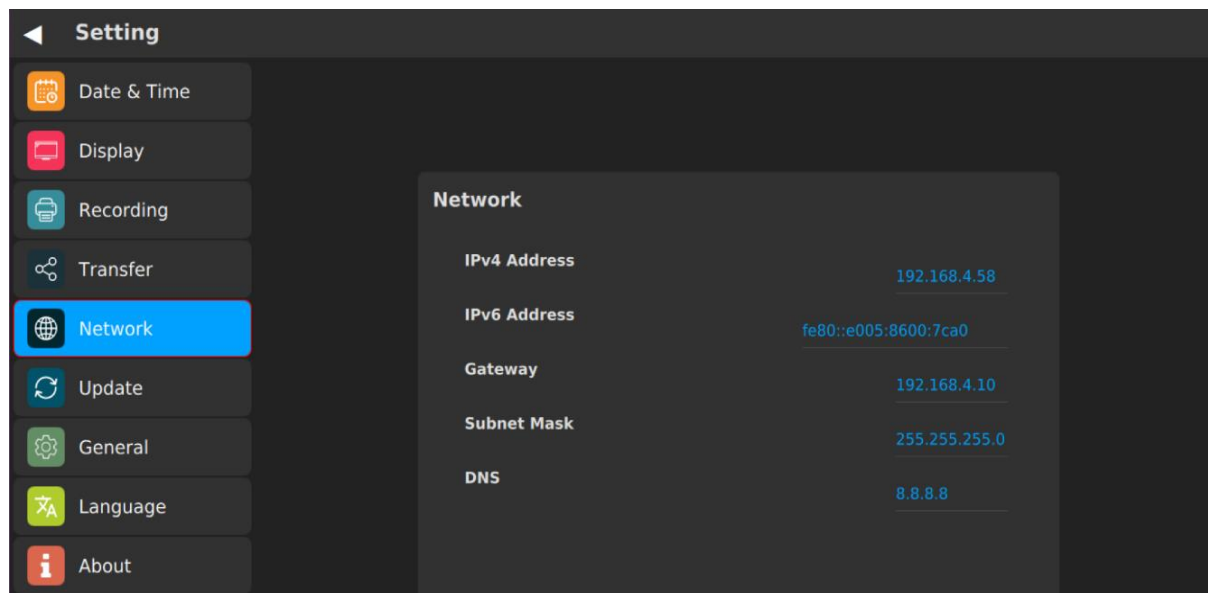 Setting
Date & Time
Display
Recording
Transfer
Network
Update
General
Language
About
Network
IPv4 Address
192.168.4.58
IPv6 Address
fe80::e005:8600:7ca0
Gateway
192.168.4.10
Subnet Mask
255.255.255.0
DNS
8.8.8.8